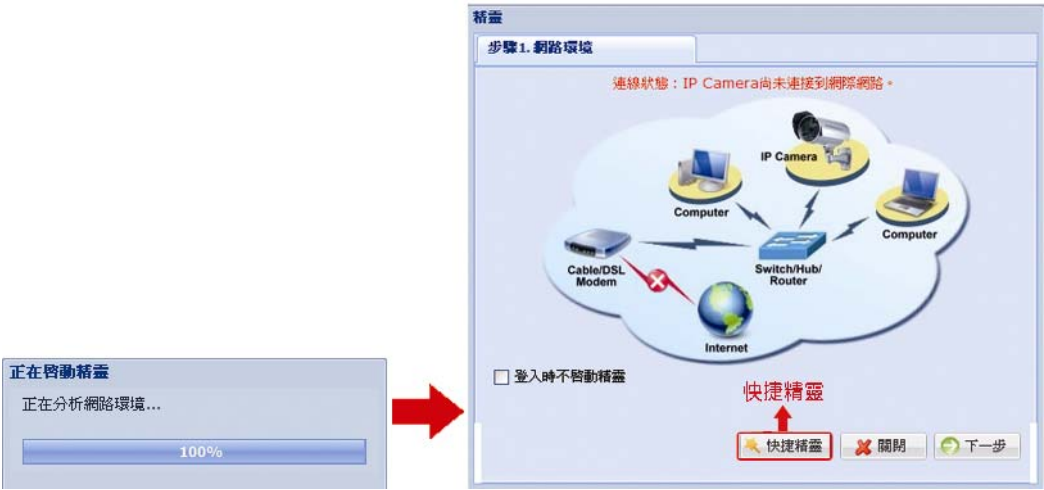 正在啓動精靈
正在分析網路環境...
100%
精靈
步驟1. 網路環境
連線狀態：IP Camera尚未連接到網際網路。
IP Camera
Computer
Computer
Cable/DSL
Modem
Switch/Hub/
Router
Internet
登入時不啓動精靈
快捷精靈
快捷精靈
關閉
下一步